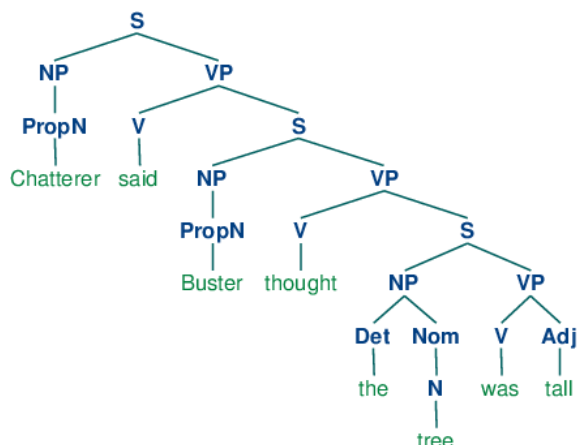 S
NP VP
PropN V S
Chatterer said NP VP
PropN V S
Buster thought NP VP
Det Nom V Adj
the N was tall
tree